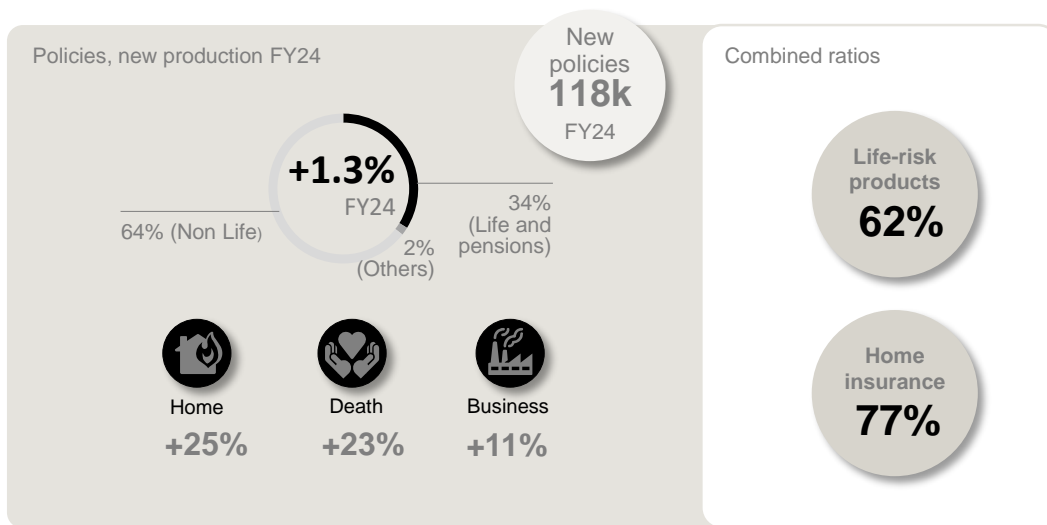 Policies, new production FY24
New
policies
118k
FY24
+1.3%
FY24
64% (Non Life)
34%
(Life and
pensions)
2%
(Others)
Home
+25%
Death
+23%
Business
+11%
Combined ratios
Life-risk
products
62%
Home
insurance
77%